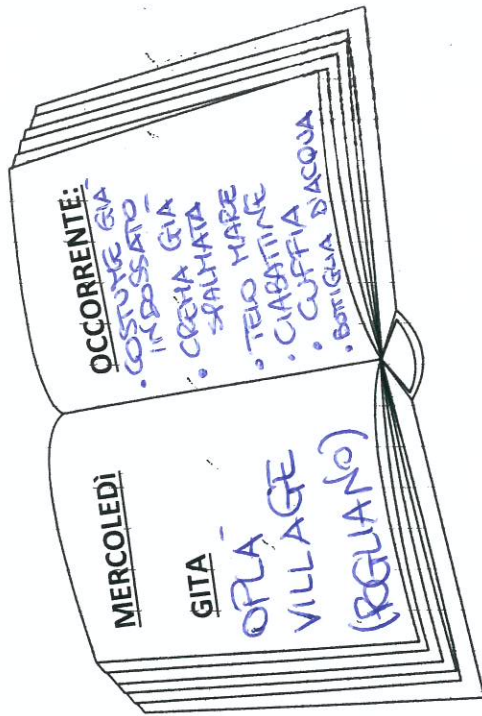 MERCOLEDÌ
GITA
OPLÀ
VILLAGE
(ROGLIANO)
OCCORRENTE:
• COSTUME GIÀ
INDOSSATO
• CREMA GIÀ
SPALMATA
• TELO MARE
• CIABATTINE
• CUFFIA
• BOTTIGLIA D'ACQUA